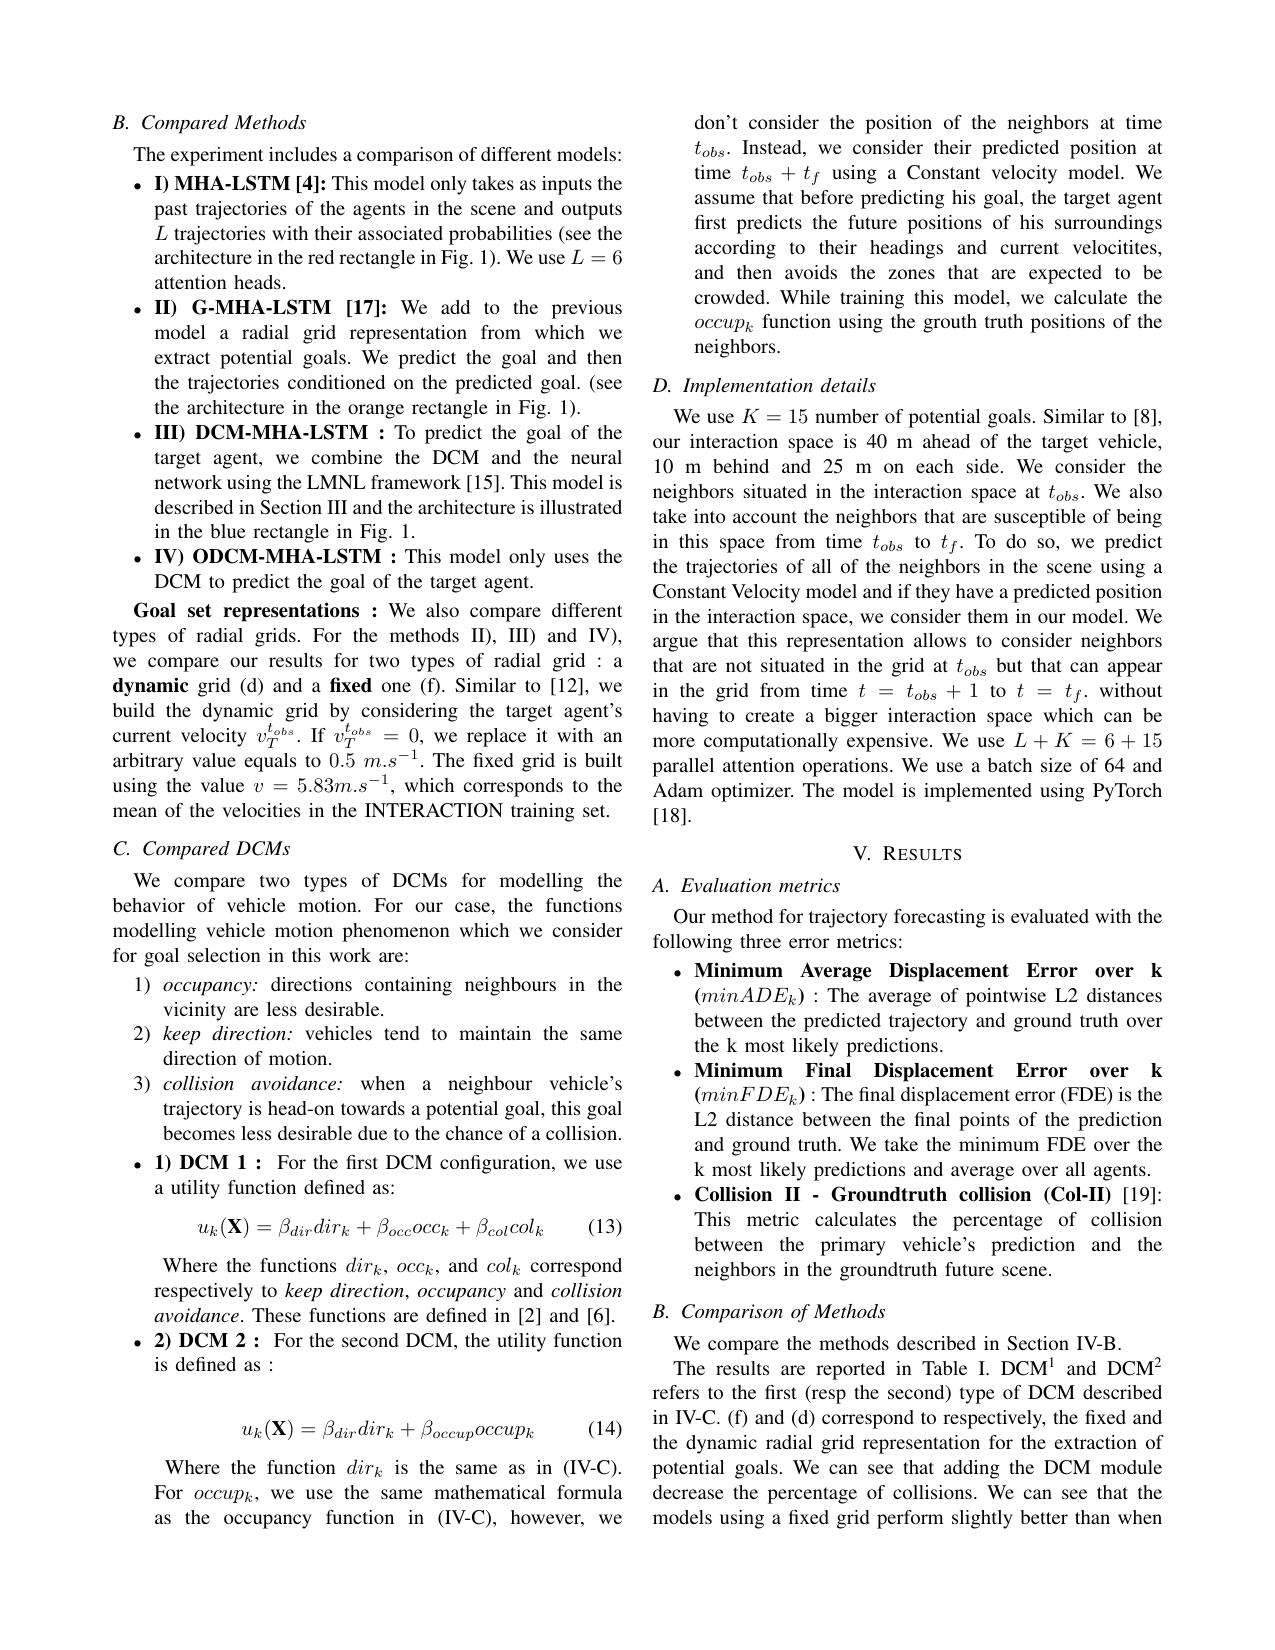 B. Compared Methods
The experiment includes a comparison of different models:
• I) MHA-LSTM [4]: This model only takes as inputs the
past trajectories of the agents in the scene and outputs
L trajectories with their associated probabilities (see the
architecture in the red rectangle in Fig. 1). We use L = 6
attention heads.
• II) G-MHA-LSTM [17]: We add to the previous
model a radial grid representation from which we
extract potential goals. We predict the goal and then
the trajectories conditioned on the predicted goal. (see
the architecture in the orange rectangle in Fig. 1).
• III) DCM-MHA-LSTM : To predict the goal of the
target agent, we combine the DCM and the neural
network using the LMNL framework [15]. This model is
described in Section III and the architecture is illustrated
in the blue rectangle in Fig. 1.
• IV) ODCM-MHA-LSTM : This model only uses the
DCM to predict the goal of the target agent.
Goal set representations : We also compare different
types of radial grids. For the methods II), III) and IV),
we compare our results for two types of radial grid : a
dynamic grid (d) and a fixed one (f). Similar to [12], we
build the dynamic grid by considering the target agent's
current velocity $v_T^{t_{obs}}$. If $v_T^{t_{obs}}$ = 0, we replace it with an
arbitrary value equals to 0.5 $m.s^{-1}$. The fixed grid is built
using the value $v = 5.83m.s^{-1}$, which corresponds to the
mean of the velocities in the INTERACTION training set.
C. Compared DCMs
We compare two types of DCMs for modelling the
behavior of vehicle motion. For our case, the functions
modelling vehicle motion phenomenon which we consider
for goal selection in this work are:
1) occupancy: directions containing neighbours in the
vicinity are less desirable.
2) keep direction: vehicles tend to maintain the same
direction of motion.
3) collision avoidance: when a neighbour vehicle's
trajectory is head-on towards a potential goal, this goal
becomes less desirable due to the chance of a collision.
• 1) DCM 1 : For the first DCM configuration, we use
a utility function defined as:
$u_k(\mathbf{X}) = \beta_{dir}dir_k + \beta_{occ}occ_k + \beta_{col}col_k$ (13)
Where the functions $dir_k$, $occ_k$, and $col_k$ correspond
respectively to keep direction, occupancy and collision
avoidance. These functions are defined in [2] and [6].
• 2) DCM 2 : For the second DCM, the utility function
is defined as :
$u_k(\mathbf{X}) = \beta_{dir}dir_k + \beta_{occup}occup_k$ (14)
Where the function $dir_k$ is the same as in (IV-C).
For $occup_k$, we use the same mathematical formula
as the occupancy function in (IV-C), however, we
don't consider the position of the neighbors at time
$t_{obs}$. Instead, we consider their predicted position at
time $t_{obs} + t_f$ using a Constant velocity model. We
assume that before predicting his goal, the target agent
first predicts the future positions of his surroundings
according to their headings and current velocitites,
and then avoids the zones that are expected to be
crowded. While training this model, we calculate the
$occup_k$ function using the grouth truth positions of the
neighbors.
D. Implementation details
We use K = 15 number of potential goals. Similar to [8],
our interaction space is 40 m ahead of the target vehicle,
10 m behind and 25 m on each side. We consider the
neighbors situated in the interaction space at $t_{obs}$. We also
take into account the neighbors that are susceptible of being
in this space from time $t_{obs}$ to $t_f$. To do so, we predict
the trajectories of all of the neighbors in the scene using a
Constant Velocity model and if they have a predicted position
in the interaction space, we consider them in our model. We
argue that this representation allows to consider neighbors
that are not situated in the grid at $t_{obs}$ but that can appear
in the grid from time $t = t_{obs} + 1$ to $t = t_f$. without
having to create a bigger interaction space which can be
more computationally expensive. We use L + K = 6 + 15
parallel attention operations. We use a batch size of 64 and
Adam optimizer. The model is implemented using PyTorch
[18].
V. RESULTS
A. Evaluation metrics
Our method for trajectory forecasting is evaluated with the
following three error metrics:
• Minimum Average Displacement Error over k
($minADE_k$) : The average of pointwise L2 distances
between the predicted trajectory and ground truth over
the k most likely predictions.
• Minimum Final Displacement Error over k
($minFDE_k$) : The final displacement error (FDE) is the
L2 distance between the final points of the prediction
and ground truth. We take the minimum FDE over the
k most likely predictions and average over all agents.
• Collision II - Groundtruth collision (Col-II) [19]:
This metric calculates the percentage of collision
between the primary vehicle's prediction and the
neighbors in the groundtruth future scene.
B. Comparison of Methods
We compare the methods described in Section IV-B.
The results are reported in Table I. DCM$^1$ and DCM$^2$
refers to the first (resp the second) type of DCM described
in IV-C. (f) and (d) correspond to respectively, the fixed and
the dynamic radial grid representation for the extraction of
potential goals. We can see that adding the DCM module
decrease the percentage of collisions. We can see that the
models using a fixed grid perform slightly better than when